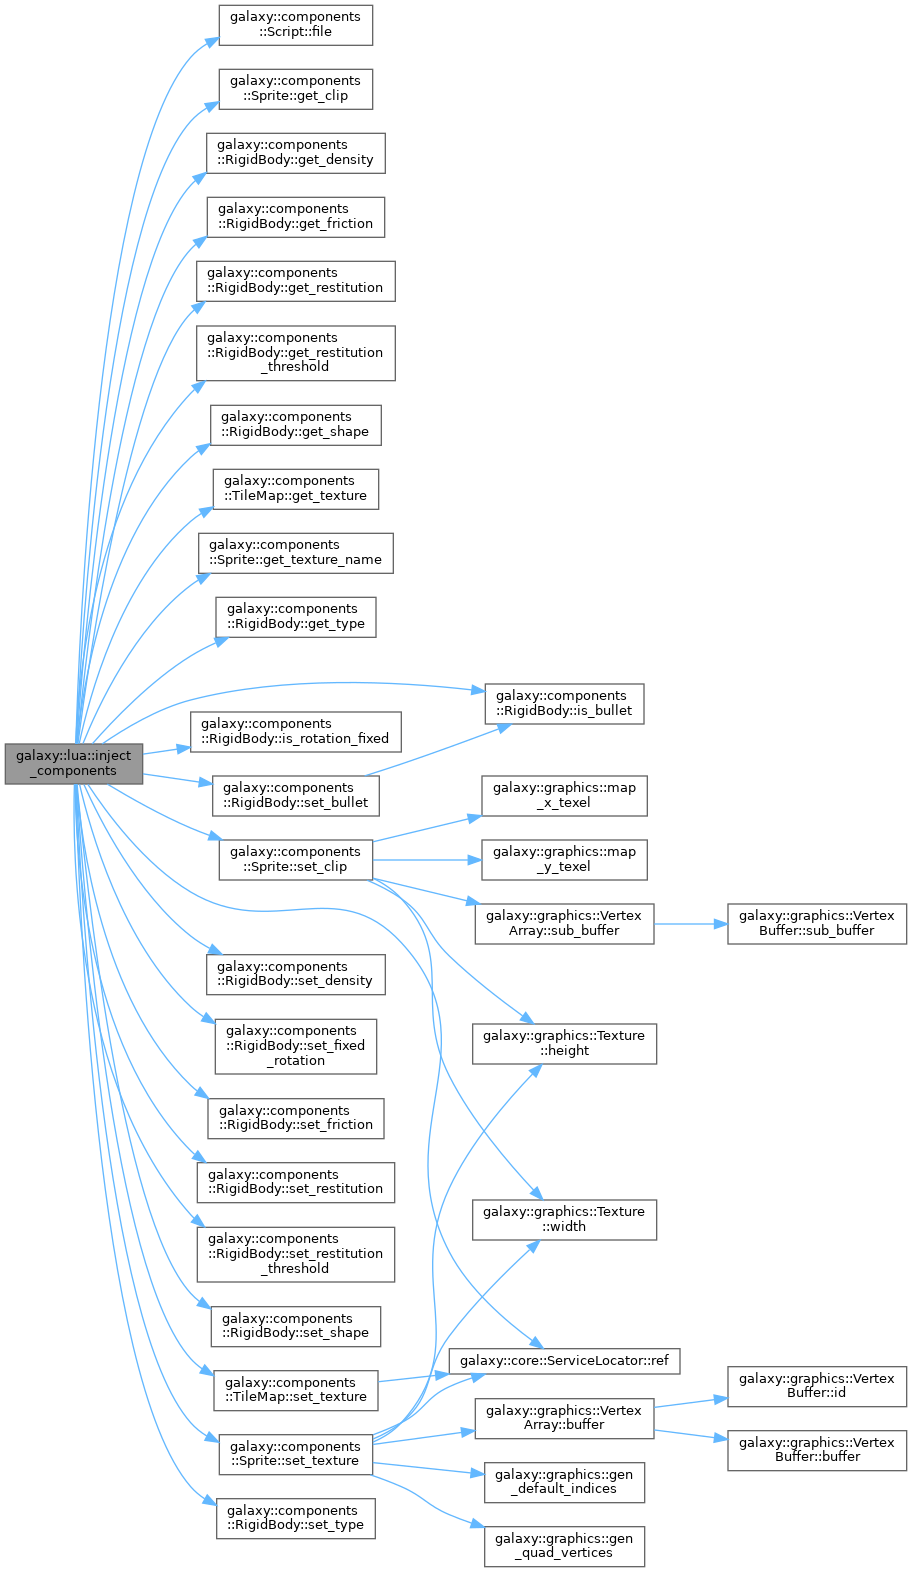 galaxy::components
::Script::file
galaxy::components
::Sprite::get_clip
galaxy::components
::RigidBody::get_density
galaxy::components
::RigidBody::get_friction
galaxy::components
::RigidBody::get_restitution
galaxy::components
::RigidBody::get_restitution
_threshold
galaxy::components
::RigidBody::get_shape
galaxy::components
::TileMap::get_texture
galaxy::components
::Sprite::get_texture_name
galaxy::components
::RigidBody::get_type
galaxy::components
::RigidBody::is_bullet
galaxy::components
::RigidBody::is_rotation_fixed
galaxy::lua::inject
_components
galaxy::components
::RigidBody::set_bullet
galaxy::graphics::map
_x_texel
galaxy::components
::Sprite::set_clip
galaxy::graphics::map
_y_texel
galaxy::graphics::Vertex
Array::sub_buffer
galaxy::graphics::Vertex
Buffer::sub_buffer
galaxy::components
::RigidBody::set_density
galaxy::components
::RigidBody::set_fixed
_rotation
galaxy::graphics::Texture
::height
galaxy::components
::RigidBody::set_friction
galaxy::components
::RigidBody::set_restitution
galaxy::graphics::Texture
::width
galaxy::components
::RigidBody::set_restitution
_threshold
galaxy::components
::RigidBody::set_shape
galaxy::core::ServiceLocator::ref
galaxy::components
::TileMap::set_texture
galaxy::graphics::Vertex
Buffer::id
galaxy::graphics::Vertex
Array::buffer
galaxy::components
::Sprite::set_texture
galaxy::graphics::Vertex
Buffer::buffer
galaxy::graphics::gen
_default_indices
galaxy::components
::RigidBody::set_type
galaxy::graphics::gen
_quad_vertices